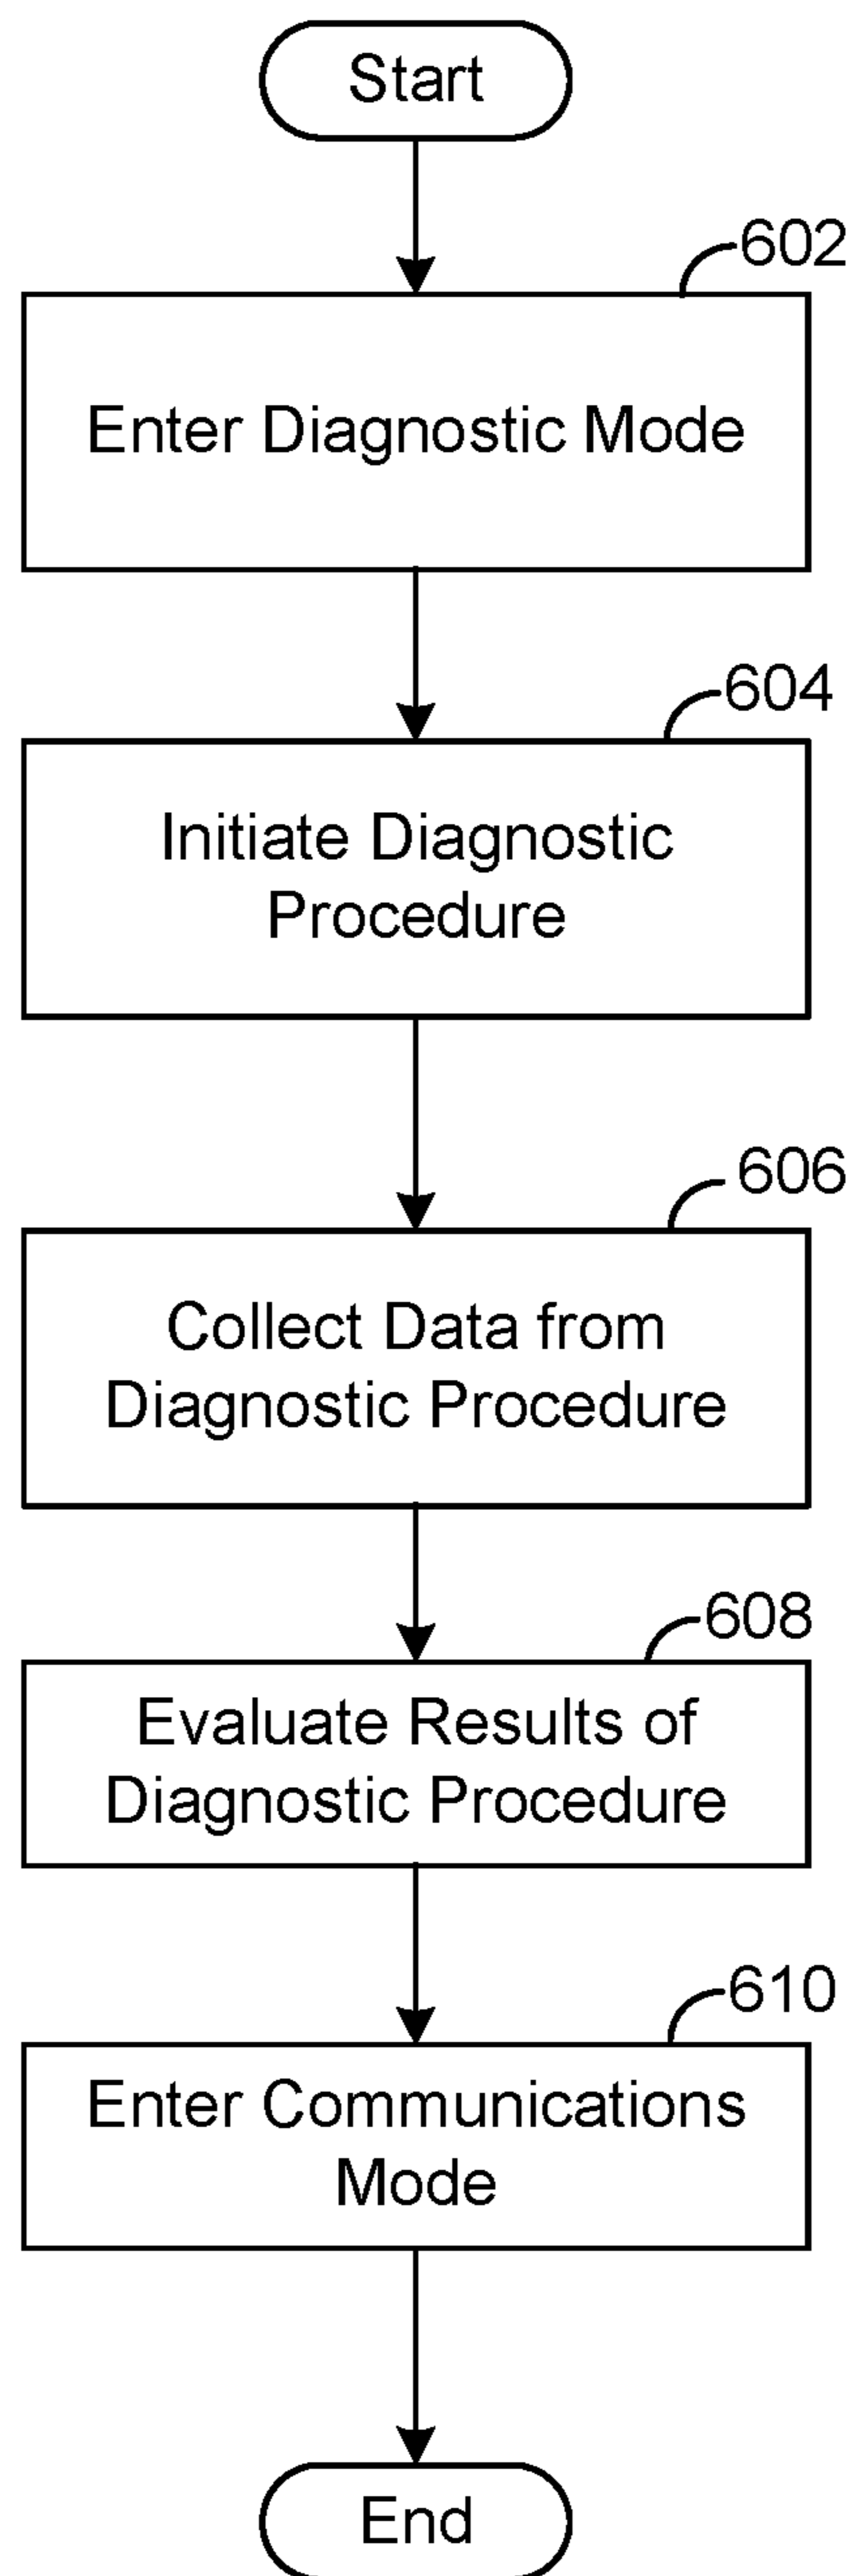 Start
602
Enter Diagnostic Mode
604
Initiate Diagnostic
Procedure
606
Collect Data from
Diagnostic Procedure
608
Evaluate Results of
Diagnostic Procedure
610
Enter Communications
Mode
End